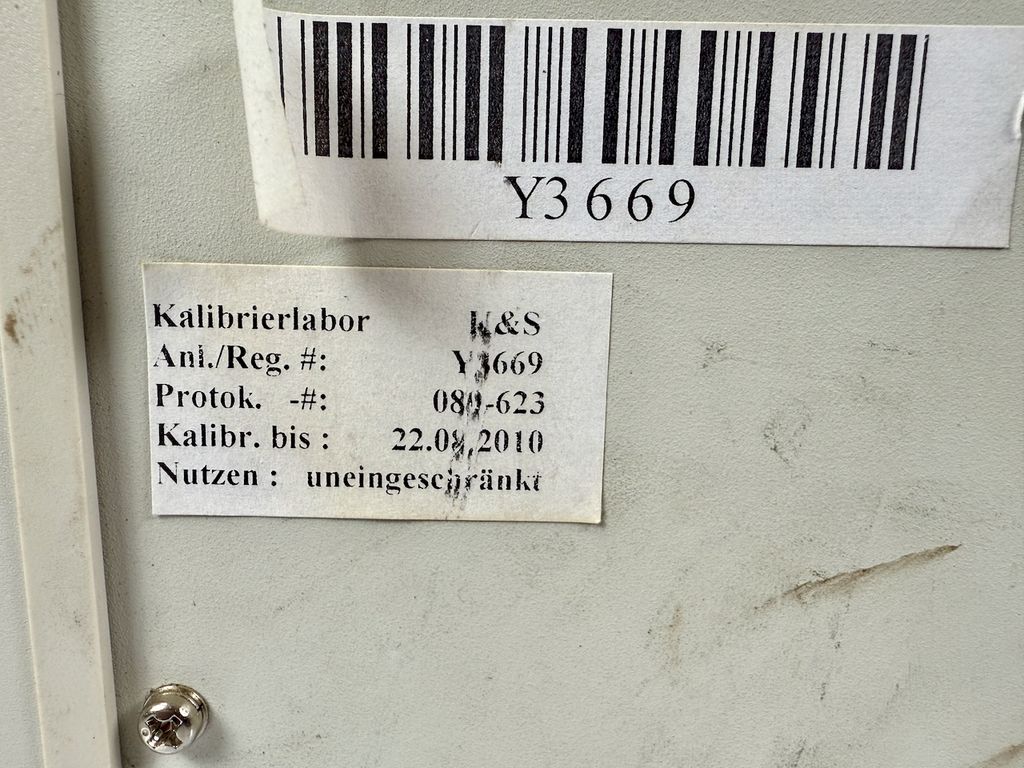 Y3669
Kalibrierlabor K&S
Anl./Reg. #: Y3669
Protok. -#:
Kalibr. bis :
Nutzen : uneingeschränkt